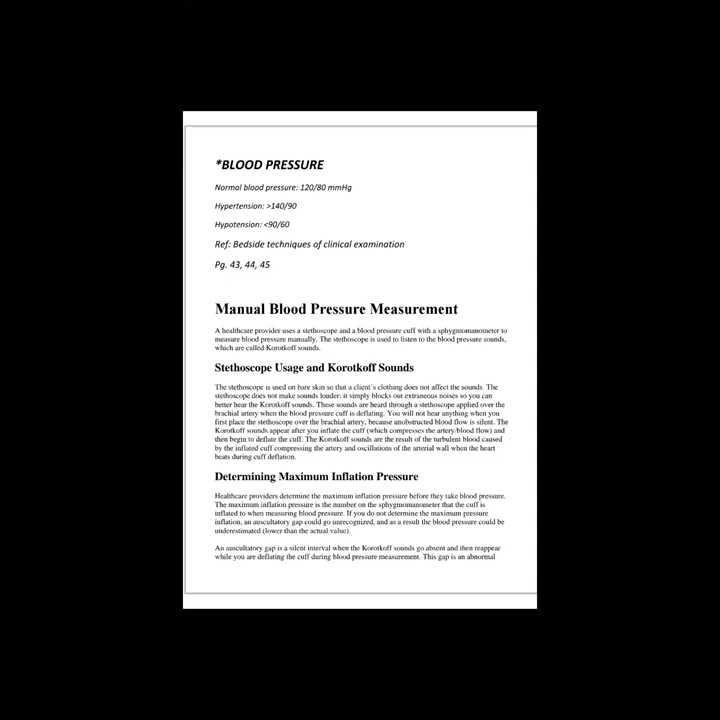 *BLOOD PRESSURE
Normal blood pressure: 120/80 mmHg
Hypertension: >140/90
Hypotension: <90/60
Ref: Bedside techniques of clinical examination
Pg. 43, 44, 45
Manual Blood Pressure Measurement
A healthcare provider uses a stethoscope and a blood pressure cuff with a sphygmomanometer to
measure blood pressure manually. The stethoscope is used to listen to the blood pressure sounds,
which are called Korotkoff sounds.
Stethoscope Usage and Korotkoff Sounds
The stethoscope is used on bare skin so that a client's clothing does not affect the sounds. The
stethoscope does not make sounds louder; it simply blocks out extraneous noises so you can
better hear the Korotkoff sounds. These sounds are heard through a stethoscope applied over the
brachial artery when the blood pressure cuff is deflating. You will not hear anything when you
first place the stethoscope over the brachial artery, because unobstructed blood flow is silent. The
Korotkoff sounds appear after you inflate the cuff (which compresses the artery/blood flow) and
then begin to deflate the cuff. The Korotkoff sounds are the result of the turbulent blood caused
by the inflated cuff compressing the artery and oscillations of the arterial wall when the heart
beats during cuff deflation.
Determining Maximum Inflation Pressure
Healthcare providers determine the maximum inflation pressure before they take blood pressure.
The maximum inflation pressure is the number on the sphygmomanometer that the cuff is
inflated to when measuring blood pressure. If you do not determine the maximum pressure
inflation, an auscultatory gap could go unrecognized, and as a result the blood pressure could be
underestimated (lower than the actual value).
An auscultatory gap is a silent interval when the Korotkoff sounds go absent and then reappear
while you are deflating the cuff during blood pressure measurement. This gap is an abnormal